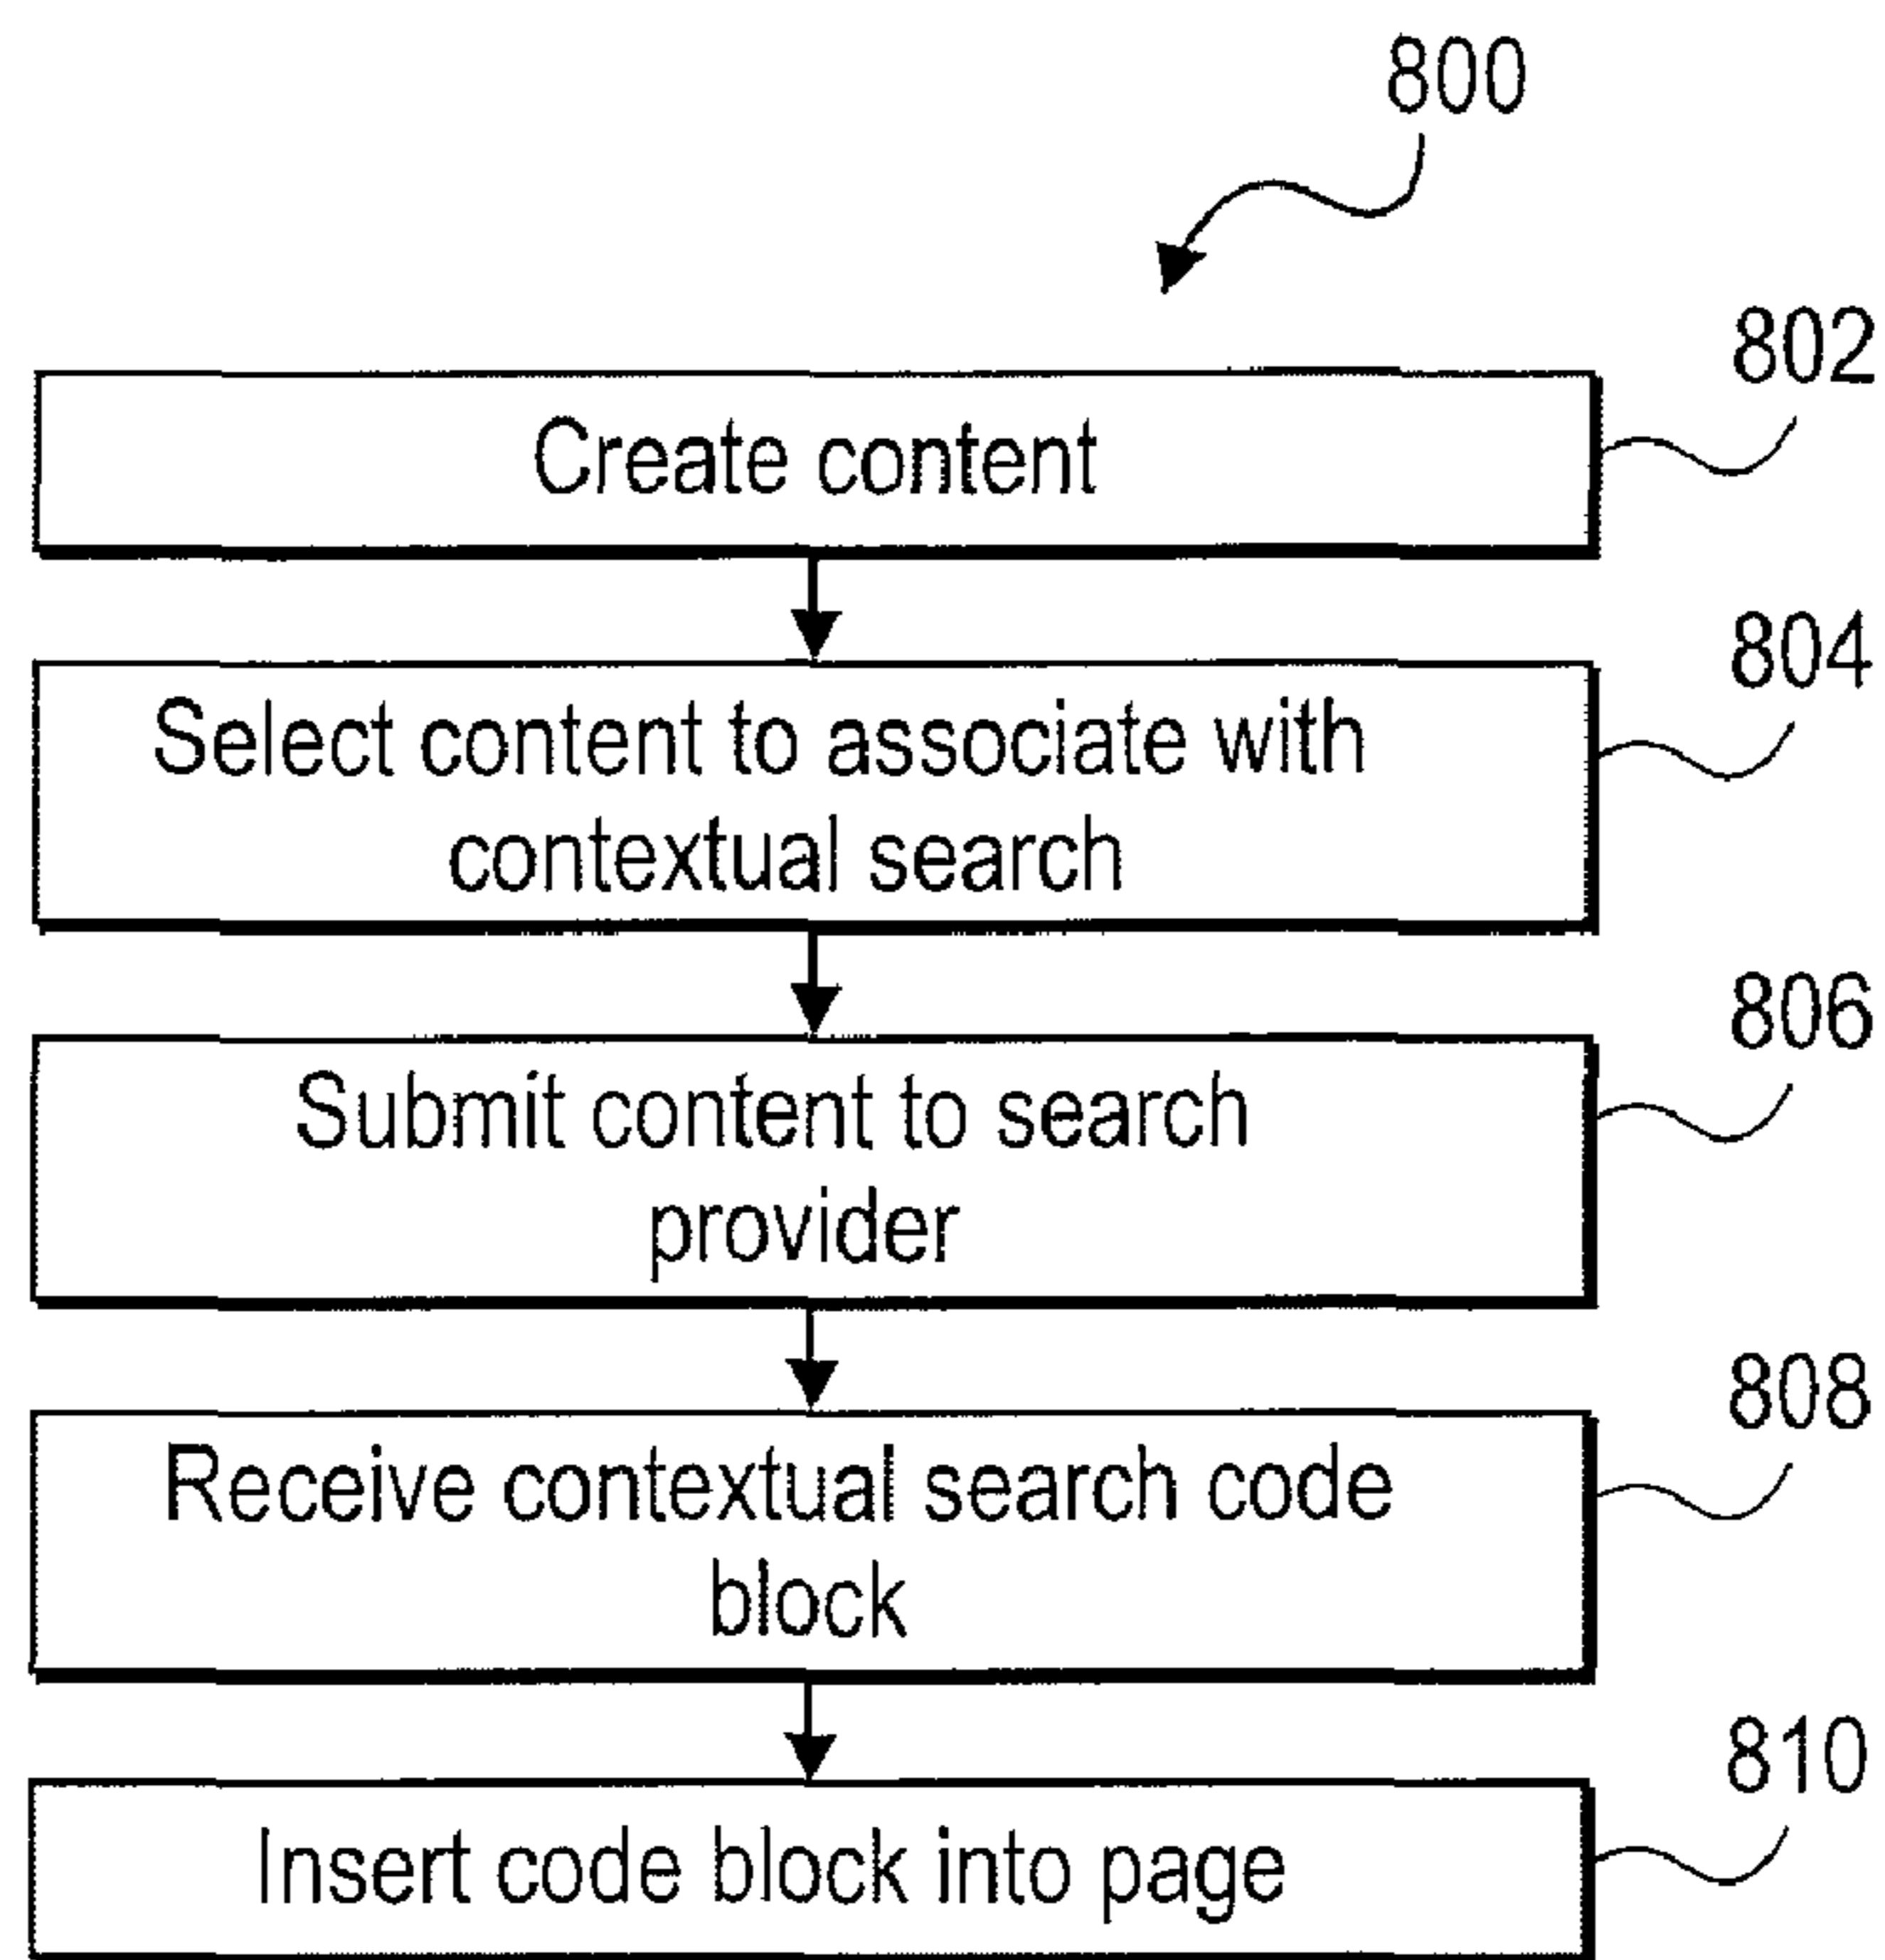 800
802
Create content
804
Select content to associate with
contextual search
806
Submit content to search
provider
808
Receive contextual search code
block
810
Insert code block into page